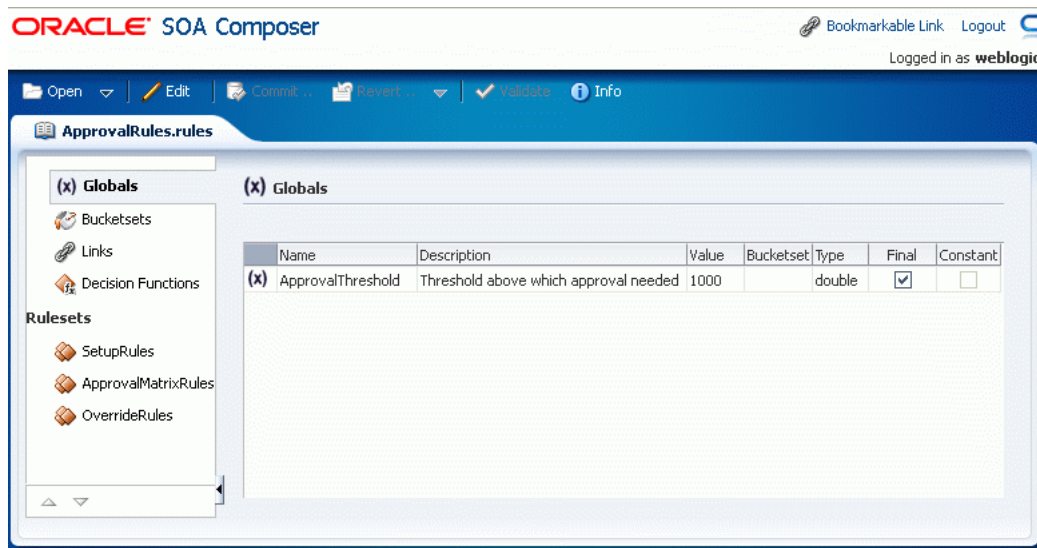 ORACLE SOA Composer
Bookmarkable Link Logout
Logged in as weblogic
Open Edit Commit .. Revert .. Validate Info
ApprovalRules.rules
(x) Globals
(x) Globals
Bucketsets
Links
Decision Functions
Rulesets
SetupRules
ApprovalMatrixRules
OverrideRules
Name Description Value Bucketset Type Final Constant
(x) ApprovalThreshold Threshold above which approval needed 1000 double